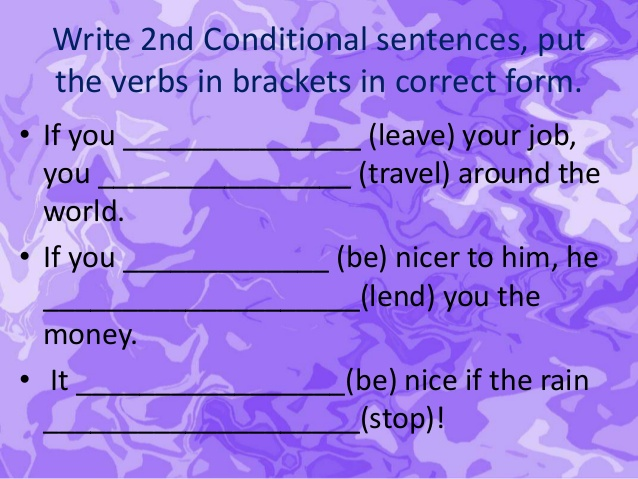 Write 2nd Conditional sentences, put
the verbs in brackets in correct form.
• If you _______________ (leave) your job,
you ________________ (travel) around the
world.
• If you _____________ (be) nicer to him, he
____________________(lend) you the
money.
• It _________________(be) nice if the rain
____________________(stop)!